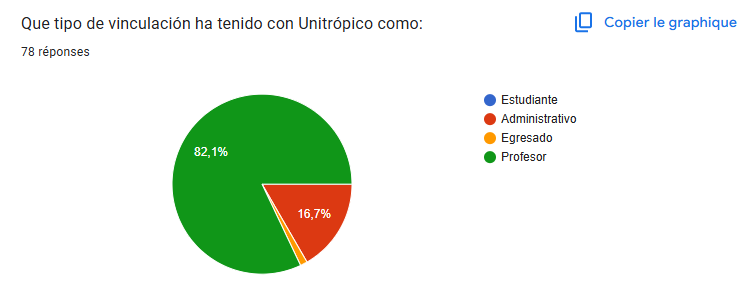 Que tipo de vinculación ha tenido con Unitrópico como:
Copier le graphique
78 réponses
82,1%
16,7%
Estudiante
Administrativo
Egresado
Profesor